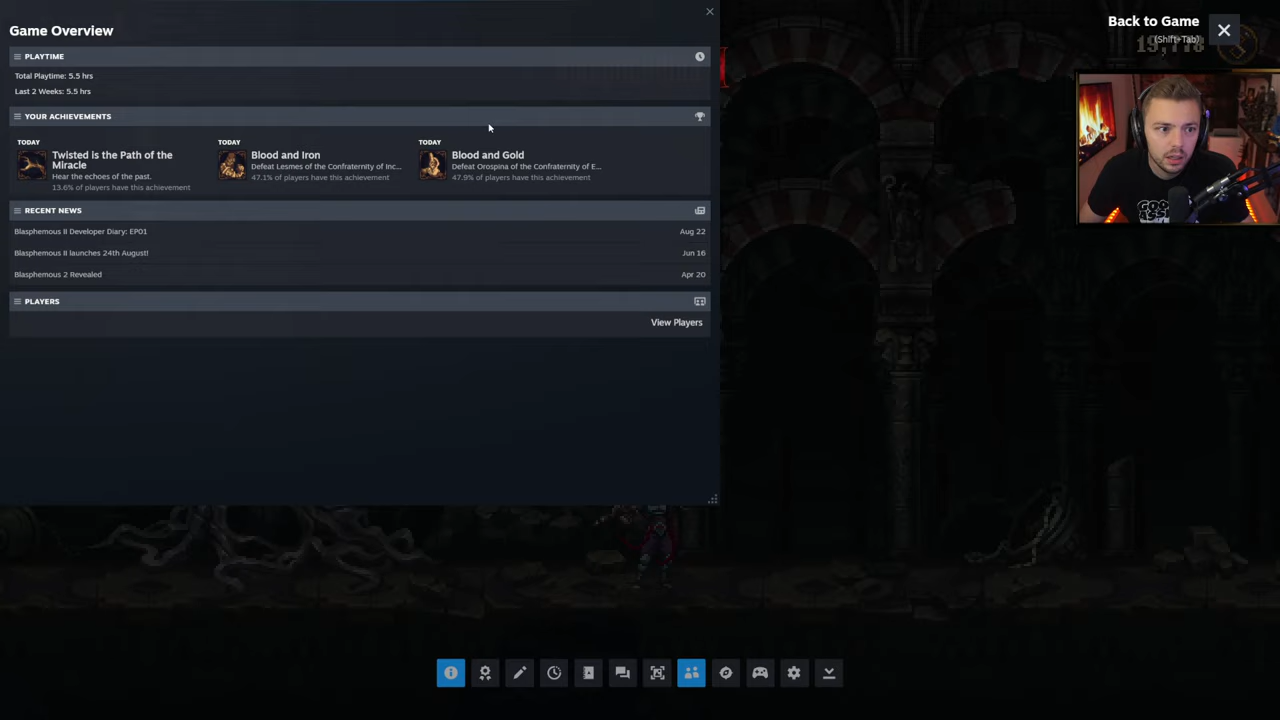 Game Overview
Back to Game
(Shift+Tab)
PLAYTIME
Total Playtime: 5.5 hrs
Last 2 Weeks: 5.5 hrs
YOUR ACHIEVEMENTS
TODAY
Twisted is the Path of the
Miracle
Hear the echoes of the past.
13.6% of players have this achievement
TODAY
Blood and Iron
Defeat Lesmes of the Confraternity of Inc...
47.1% of players have this achievement
TODAY
Blood and Gold
Defeat Orospina of the Confraternity of E...
47.9% of players have this achievement
RECENT NEWS
Blasphemous II Developer Diary: EP01
Aug 22
Blasphemous II launches 24th August!
Jun 16
Blasphemous 2 Revealed
Apr 20
PLAYERS
View Players